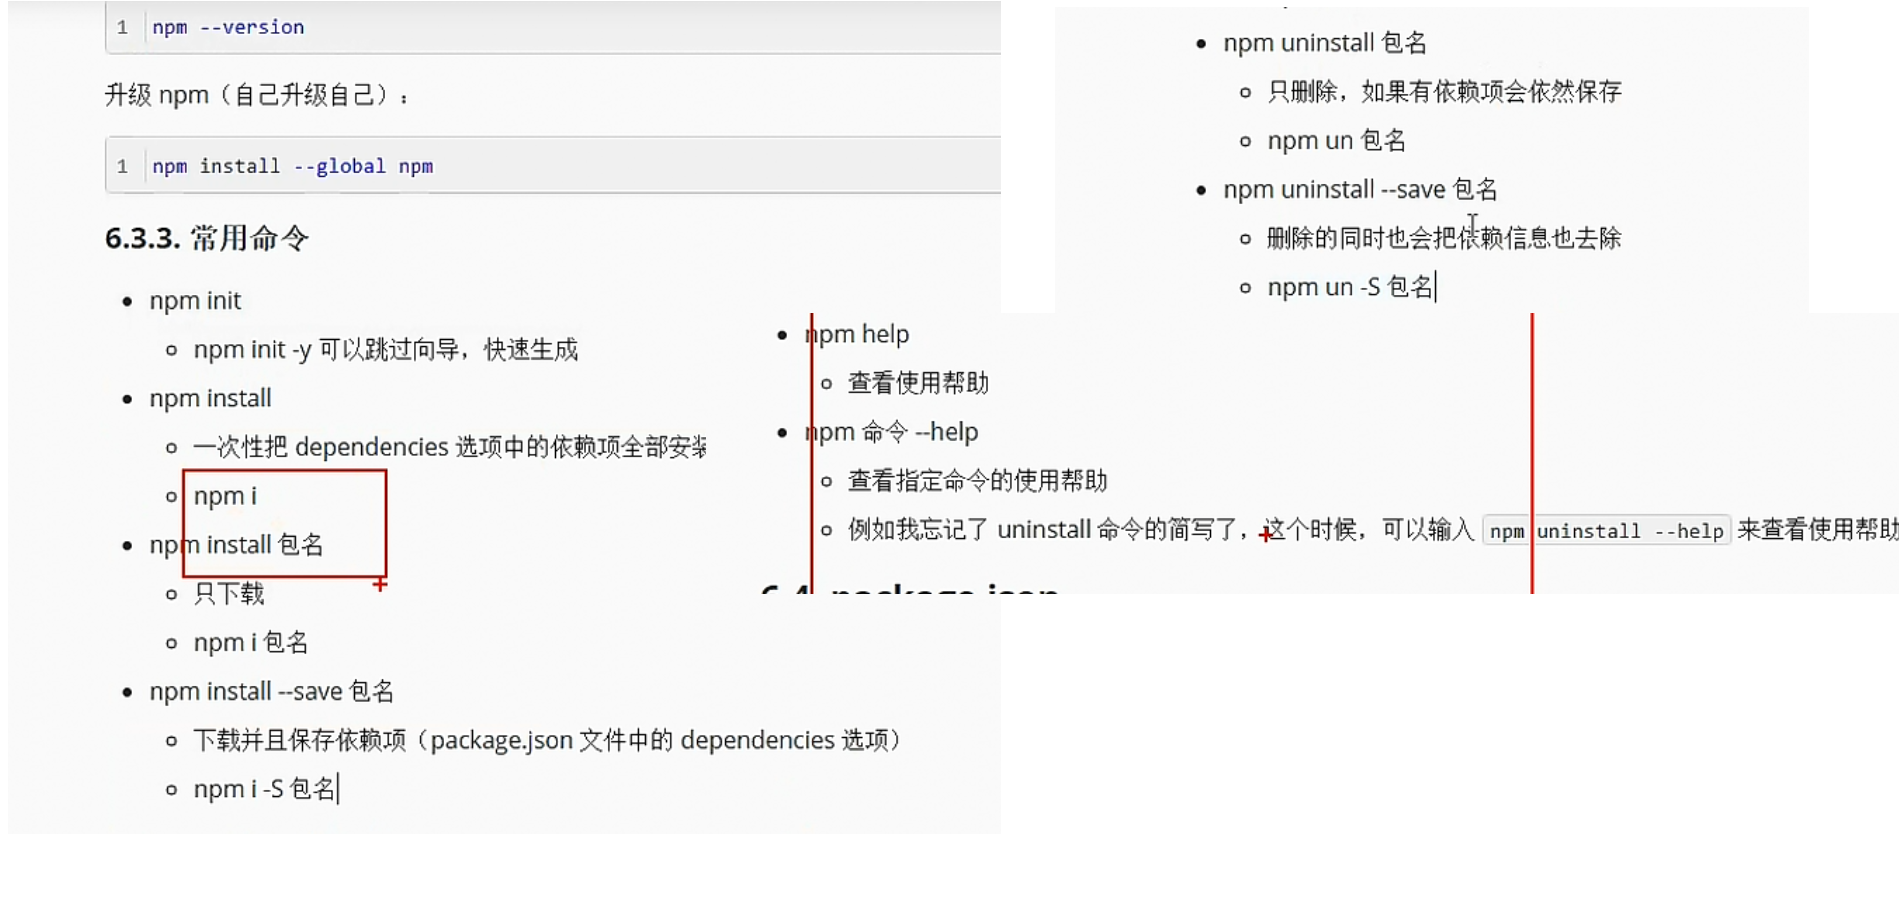 1 npm --version
升级 npm（自己升级自己）：
1 npm install --global npm
6.3.3. 常用命令
npm init
npm init -y 可以跳过向导，快速生成
npm install
一次性把 dependencies 选项中的依赖项全部安装
npm i
npm install 包名
只下载
npm i 包名
npm install --save 包名
下载并且保存依赖项（package.json 文件中的 dependencies 选项）
npm i -S 包名
npm uninstall 包名
只删除，如果有依赖项会依然保存
npm un 包名
npm uninstall --save 包名
删除的同时也会把依赖信息也去除
npm un -S 包名
npm help
查看使用帮助
npm 命令 --help
查看指定命令的使用帮助
例如我忘记了 uninstall 命令的简写了，这个时候，可以输入 npm uninstall --help 来查看使用帮助
6.4. package.json